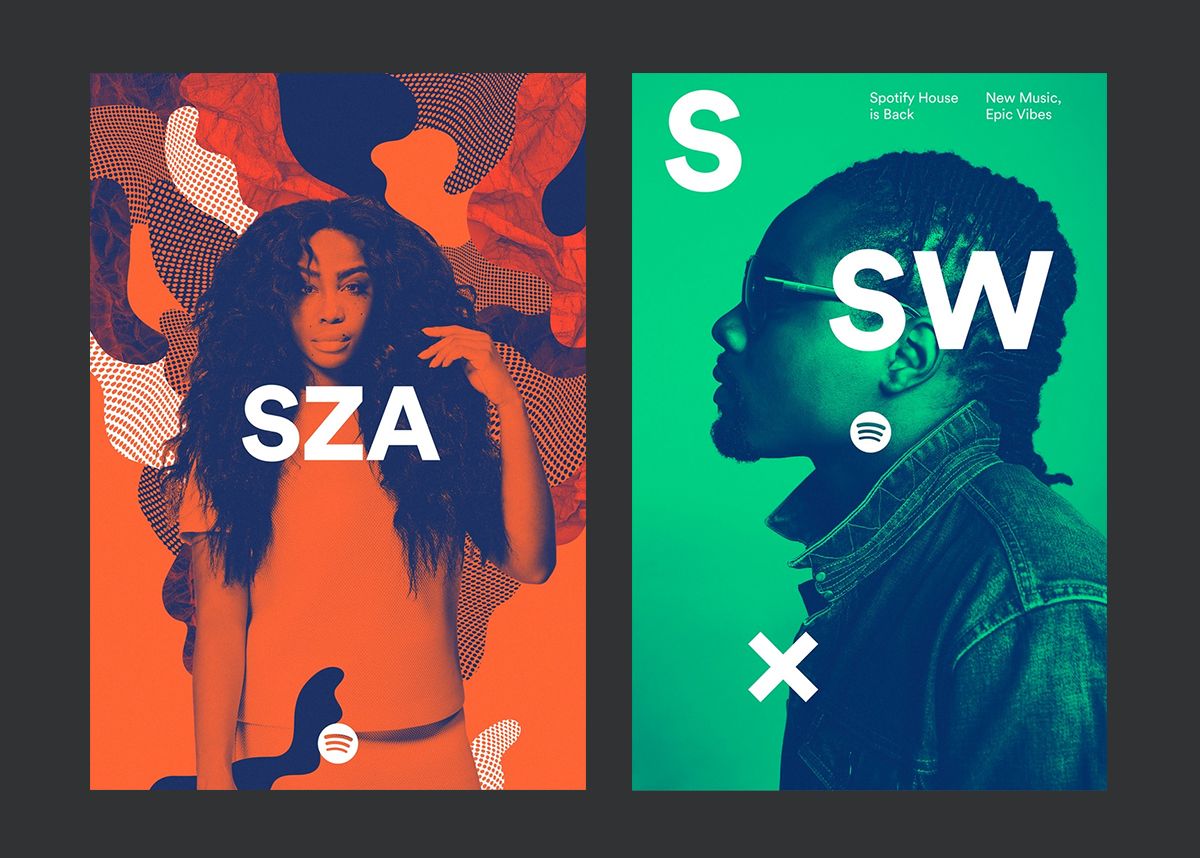 SZA
S
Spotify House
is Back
New Music,
Epic Vibes
SW
×